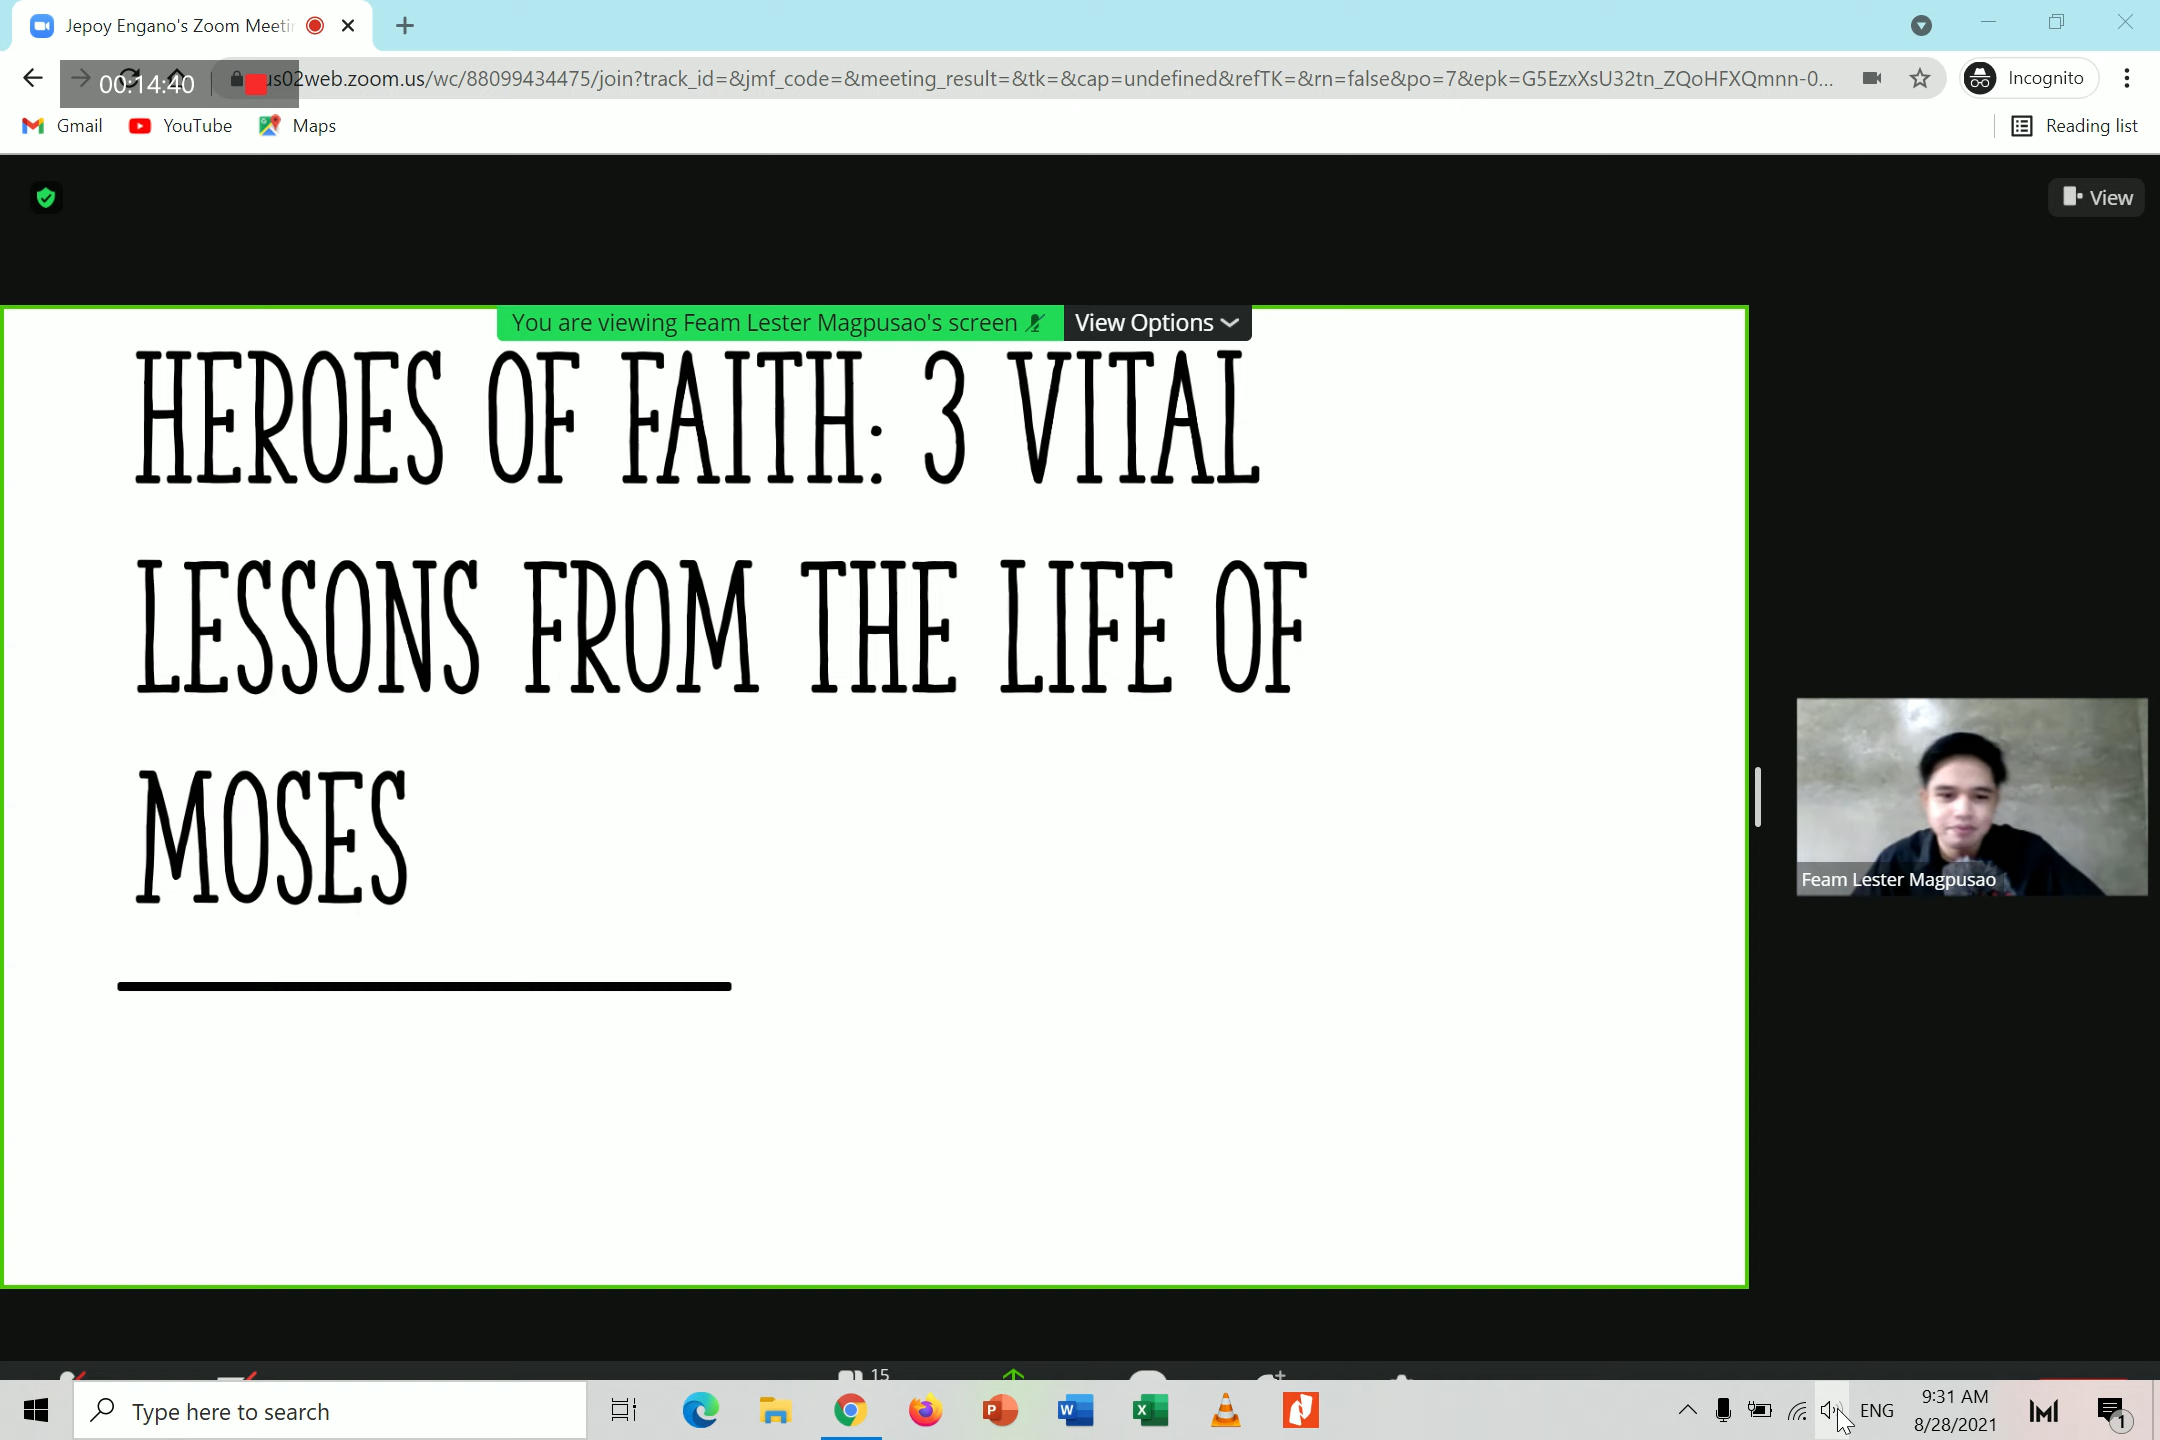 Jepoy Engano's Zoom Meeti
00:14:40
us02web.zoom.us/wc/88099434475/join?track_id=&jmf_code=&meeting_result=&tk=&cap=undefined&refTK=&rn=false&po=7&epk=G5EzxXsU32tn_ZQoHFXQmnn-0...
Incognito
Gmail
YouTube
Maps
Reading list
View
You are viewing Feam Lester Magpusao's screen
View Options
HEROES OF FAITH: 3 VITAL
LESSONS FROM THE LIFE OF
MOSES
Feam Lester Magpusao
15
Type here to search
ENG
9:31 AM
8/28/2021
1